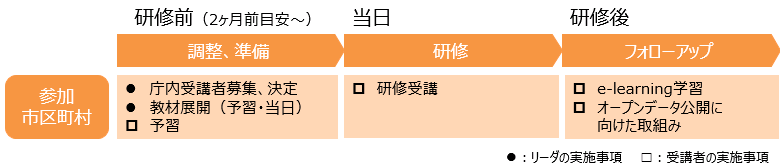 研修前（2ヶ月前目安～）
当日
研修後
調整、準備
研修
フォローアップ
参加
市区町村
● 庁内受講者募集、決定
● 教材展開（予習・当日）
□ 予習
□ 研修受講
□ e-learning学習
□ オープンデータ公開に
向けた取組み
●：リーダの実施事項　□：受講者の実施事項